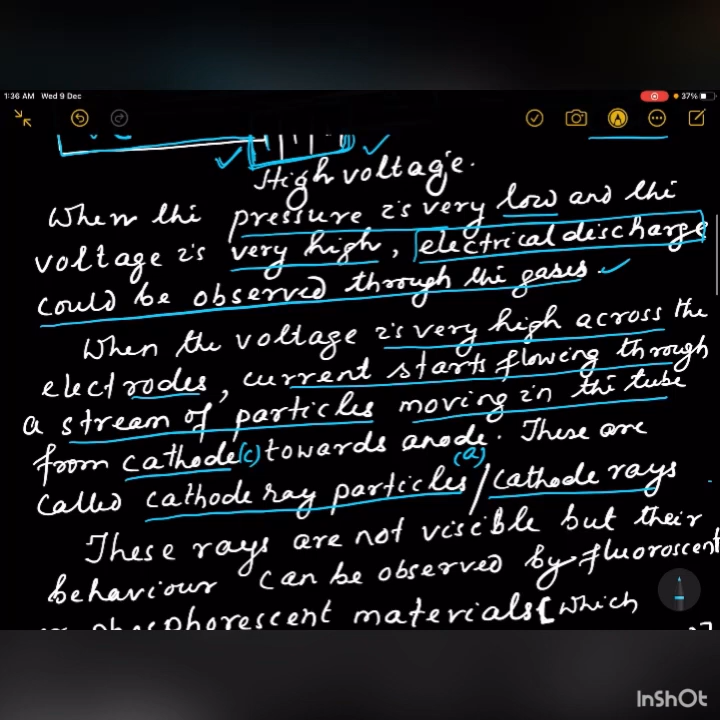 1:36 AM Wed 9 Dec
37%
High voltage.
When the pressure is very low and the
voltage is very high, electrical discharge
could be observed through the gases.
When the voltage is very high across the
electrodes, current starts flowing through
a stream of particles moving in the tube
from cathode(c) towards anode. These are
(a)
called cathode ray particles/cathode rays
These rays are not visible but their
behaviour can be observed by fluoroscent
phosphorescent materials[which
InShOt